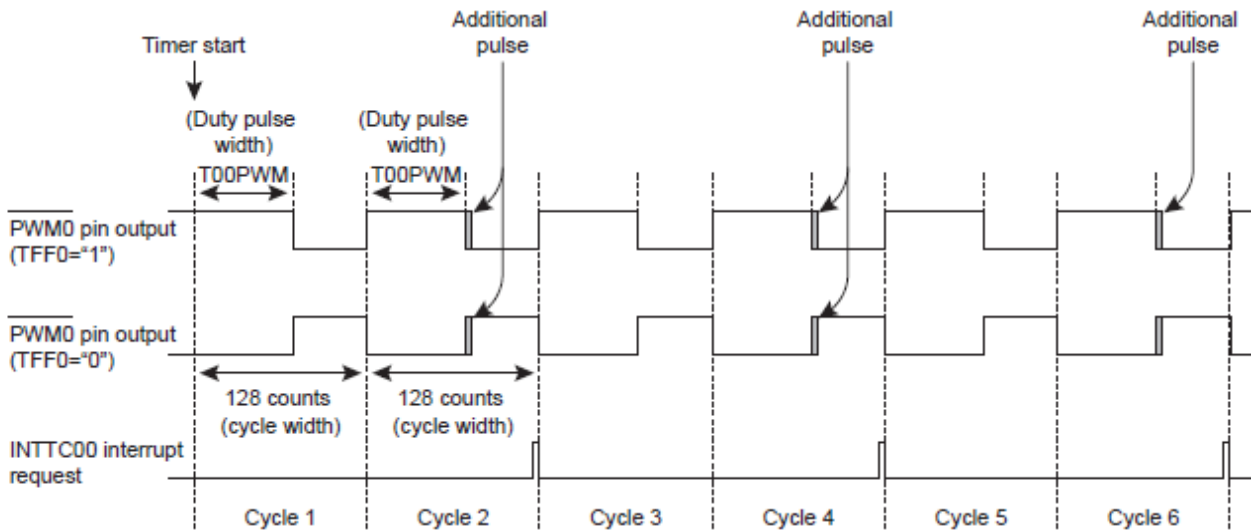 Additional
pulse
Additional
pulse
Additional
pulse
Timer start
(Duty pulse
width)
T00PWM
(Duty pulse
width)
T00PWM
PWM0 pin output
(TFF0=“1”)
PWM0 pin output
(TFF0=“0”)
128 counts
(cycle width)
128 counts
(cycle width)
INTTC00 interrupt
request
Cycle 1
Cycle 2
Cycle 3
Cycle 4
Cycle 5
Cycle 6